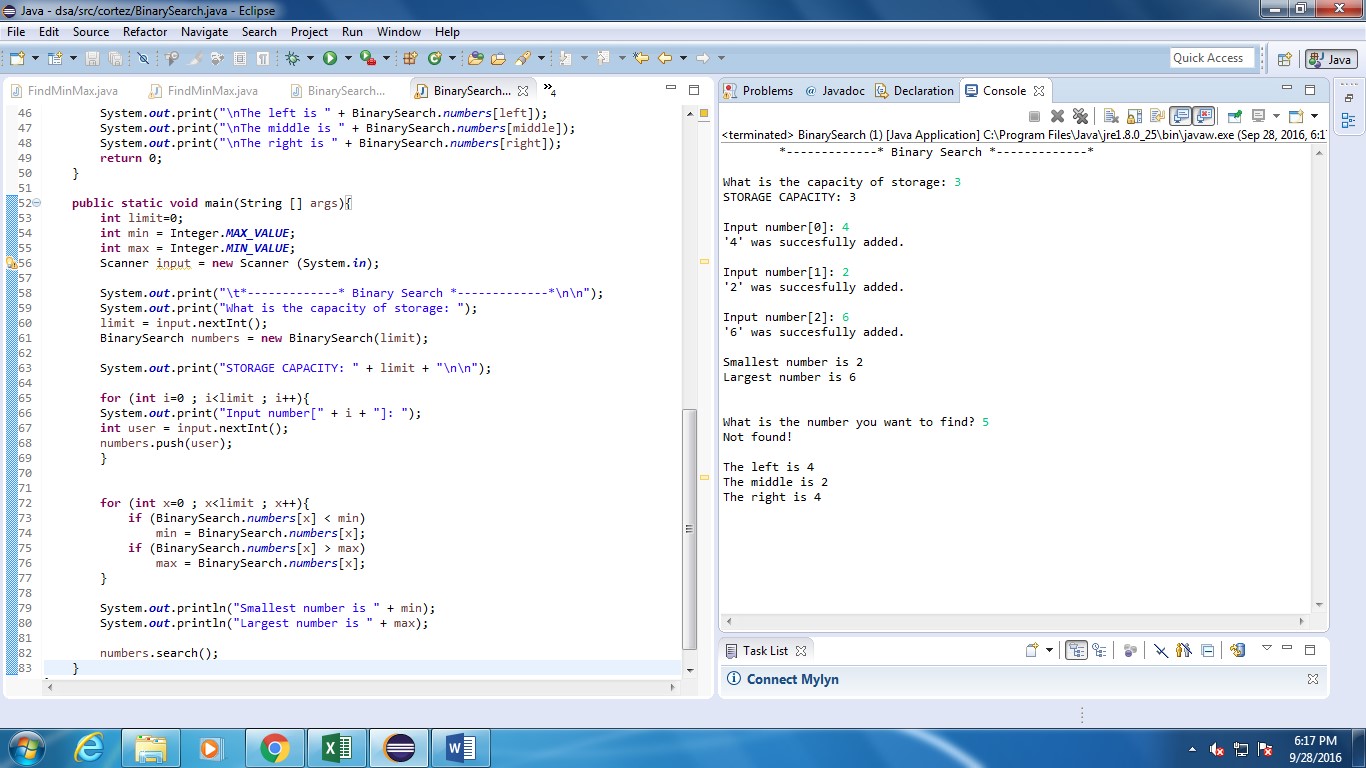 Java - dsa/src/cortez/BinarySearch.java - Eclipse
File Edit Source Refactor Navigate Search Project Run Window Help
Quick Access
Java
FindMinMax.java FindMinMax.java BinarySearch... BinarySearch... »4
46 System.out.print("\nThe left is " + BinarySearch.numbers[left]);
47 System.out.print("\nThe middle is " + BinarySearch.numbers[middle]);
48 System.out.print("\nThe right is " + BinarySearch.numbers[right]);
49 return 0;
50 }
51
52 public static void main(String [] args){
53 int limit=0;
54 int min = Integer.MAX_VALUE;
55 int max = Integer.MIN_VALUE;
56 Scanner input = new Scanner (System.in);
57
58 System.out.print("\t*-------------* Binary Search *-------------*\n\n");
59 System.out.print("What is the capacity of storage: ");
60 limit = input.nextInt();
61 BinarySearch numbers = new BinarySearch(limit);
62
63 System.out.print("STORAGE CAPACITY: " + limit + "\n\n");
64
65 for (int i=0 ; i<limit ; i++){
66 System.out.print("Input number[" + i + "]: ");
67 int user = input.nextInt();
68 numbers.push(user);
69 }
70
71
72 for (int x=0 ; x<limit ; x++){
73 if (BinarySearch.numbers[x] < min)
74 min = BinarySearch.numbers[x];
75 if (BinarySearch.numbers[x] > max)
76 max = BinarySearch.numbers[x];
77 }
78
79 System.out.println("Smallest number is " + min);
80 System.out.println("Largest number is " + max);
81
82 numbers.search();
83 }
Problems @ Javadoc Declaration Console
<terminated> BinarySearch (1) [Java Application] C:\Program Files\Java\jre1.8.0_25\bin\javaw.exe (Sep 28, 2016, 6:17
*-------------* Binary Search *-------------*
What is the capacity of storage: 3
STORAGE CAPACITY: 3
Input number[0]: 4
'4' was succesfully added.
Input number[1]: 2
'2' was succesfully added.
Input number[2]: 6
'6' was succesfully added.
Smallest number is 2
Largest number is 6
What is the number you want to find? 5
Not found!
The left is 4
The middle is 2
The right is 4
Task List
Connect Mylyn
6:17 PM
9/28/2016